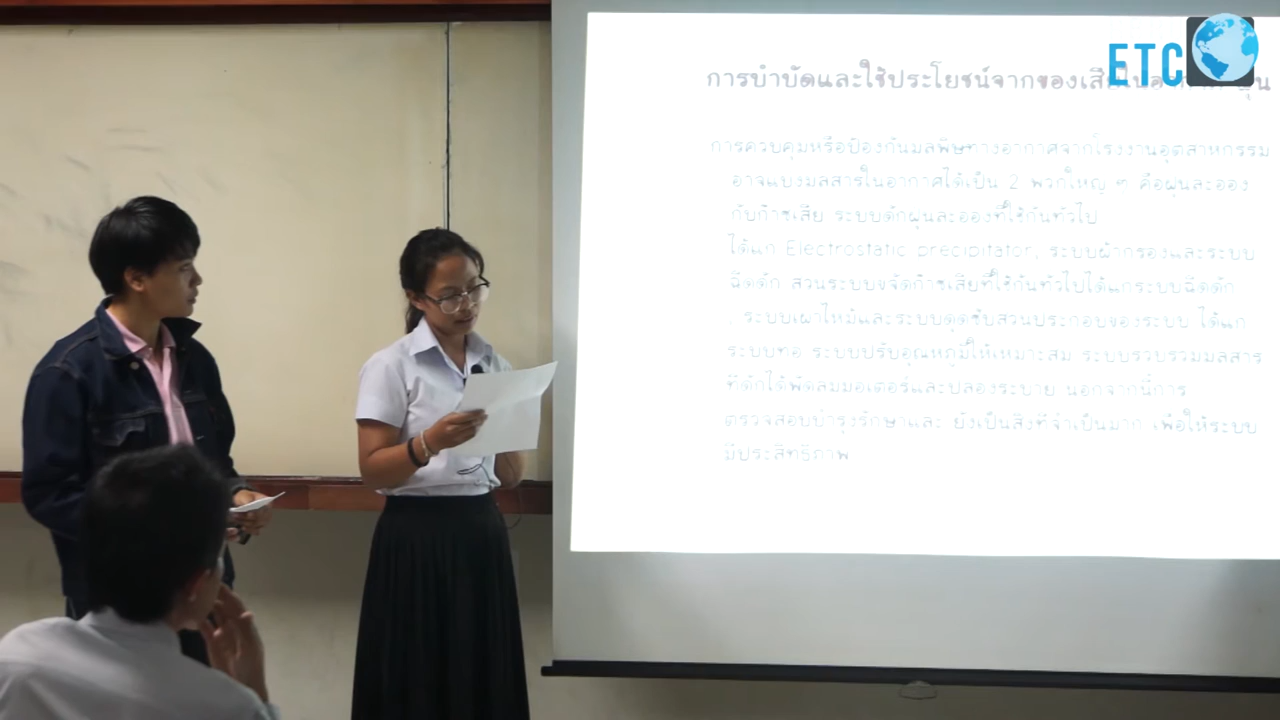 ETC
การบำบัดและใช้ประโยชน์จากของเสีย
การควบคุมหรือป้องกันมลพิษทางอากาศจากโรงงานอุตสาหกรรม
อาจแบ่งมลสารในอากาศได้เป็น 2 พวกใหญ่ ๆ คือฝุ่นละออง
กับก๊าซเสีย ระบบดักฝุ่นละอองที่ใช้กันทั่วไป
ได้แก่ Electrostatic precipitator, ระบบผ้ากรองและระบบ
ฉีดดัก ส่วนระบบขจัดก๊าซเสียที่ใช้กันทั่วไปได้แก่ระบบฉีดดัก
, ระบบเผาไหม้และระบบดูดซับส่วนประกอบของระบบ ได้แก่
ระบบท่อ ระบบปรับอุณหภูมิให้เหมาะสม ระบบรวบรวมมลสาร
ที่ดักได้พัดลมมอเตอร์และปล่องระบาย นอกจากนี้การ
ตรวจสอบบำรุงรักษาและ ยังเป็นสิ่งที่จำเป็นมาก เพื่อให้ระบบ
มีประสิทธิภาพ